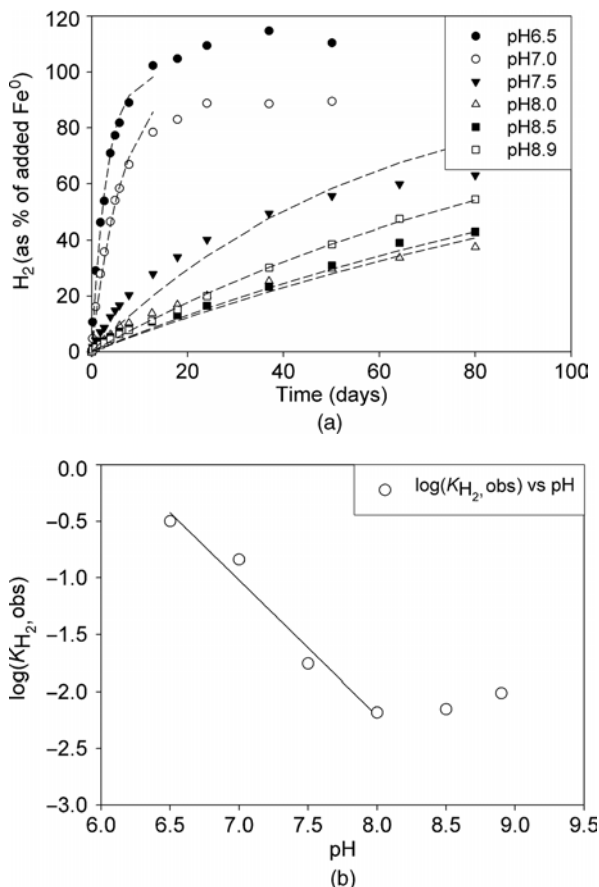 120
100
80
60
40
20
0
H₂ (as % of added Fe⁰)
pH6.5
pH7.0
pH7.5
pH8.0
pH8.5
pH8.9
0 20 40 60 80 100
Time (days)
(a)
0.0
−0.5
−1.0
−1.5
−2.0
−2.5
−3.0
log(K_H₂, obs)
log(K_H₂, obs) vs pH
6.0 6.5 7.0 7.5 8.0 8.5 9.0 9.5
pH
(b)